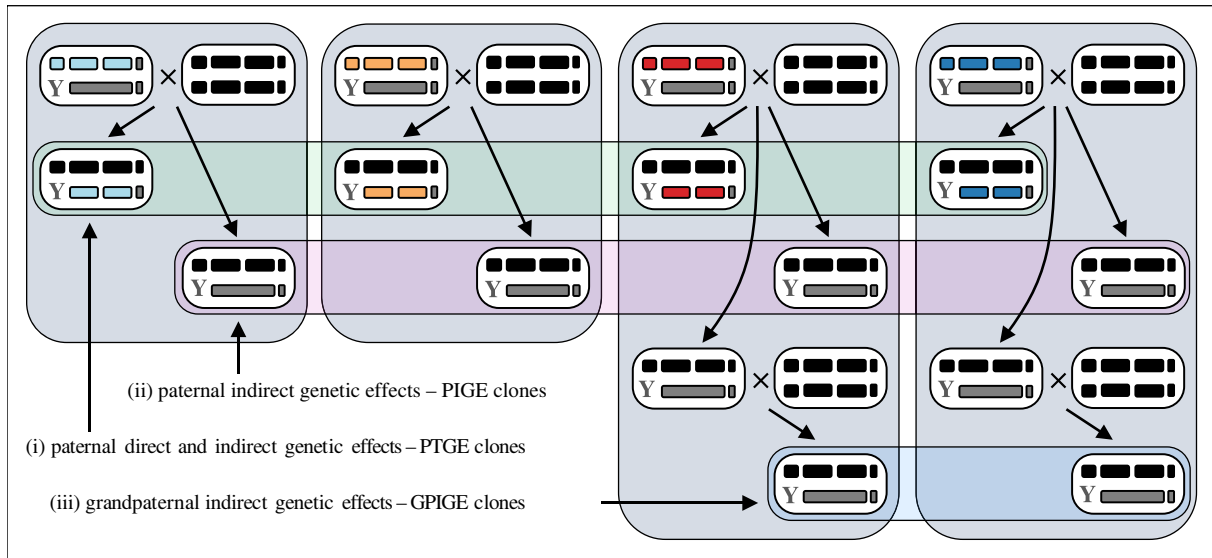 Y × Y × Y × Y ×
Y Y Y Y
Y Y Y Y
Y × Y ×
(ii) paternal indirect genetic effects – PIGE clones
(i) paternal direct and indirect genetic effects – PTGE clones
Y Y
(iii) grandpaternal indirect genetic effects – GPIGE clones